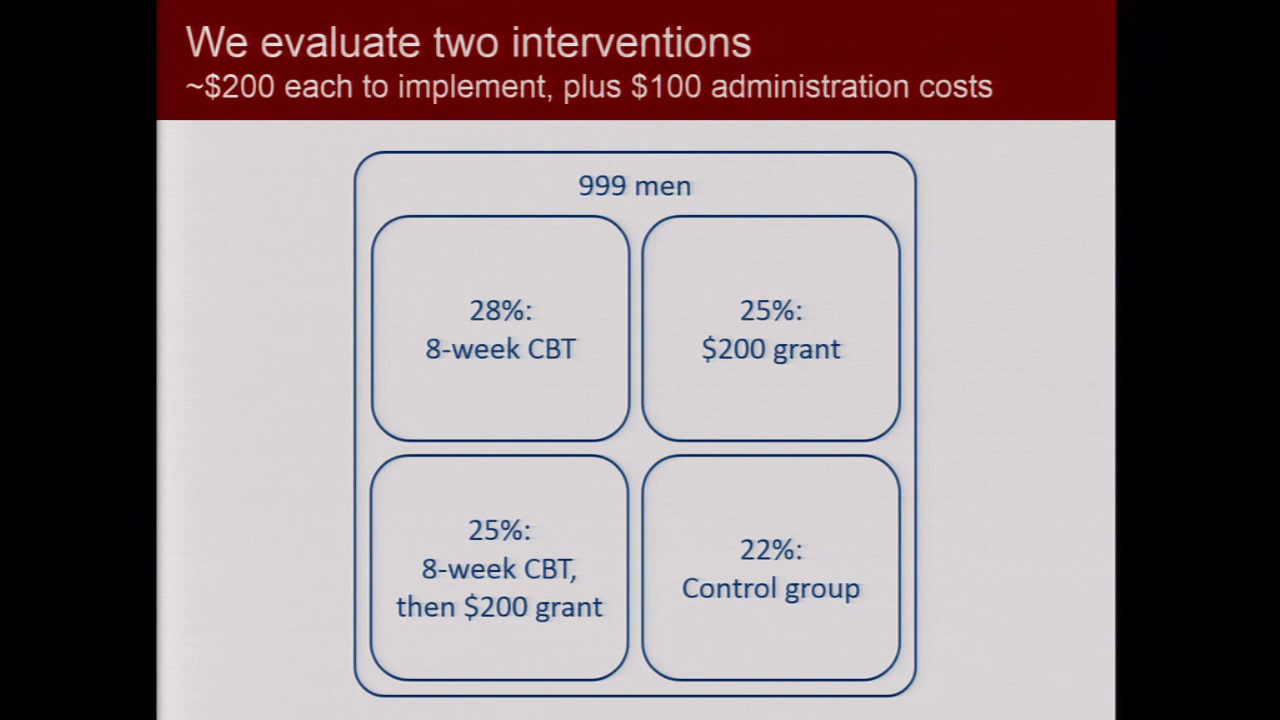 We evaluate two interventions
~$200 each to implement, plus $100 administration costs
999 men
28%:
8-week CBT
25%:
$200 grant
25%:
8-week CBT,
then $200 grant
22%:
Control group